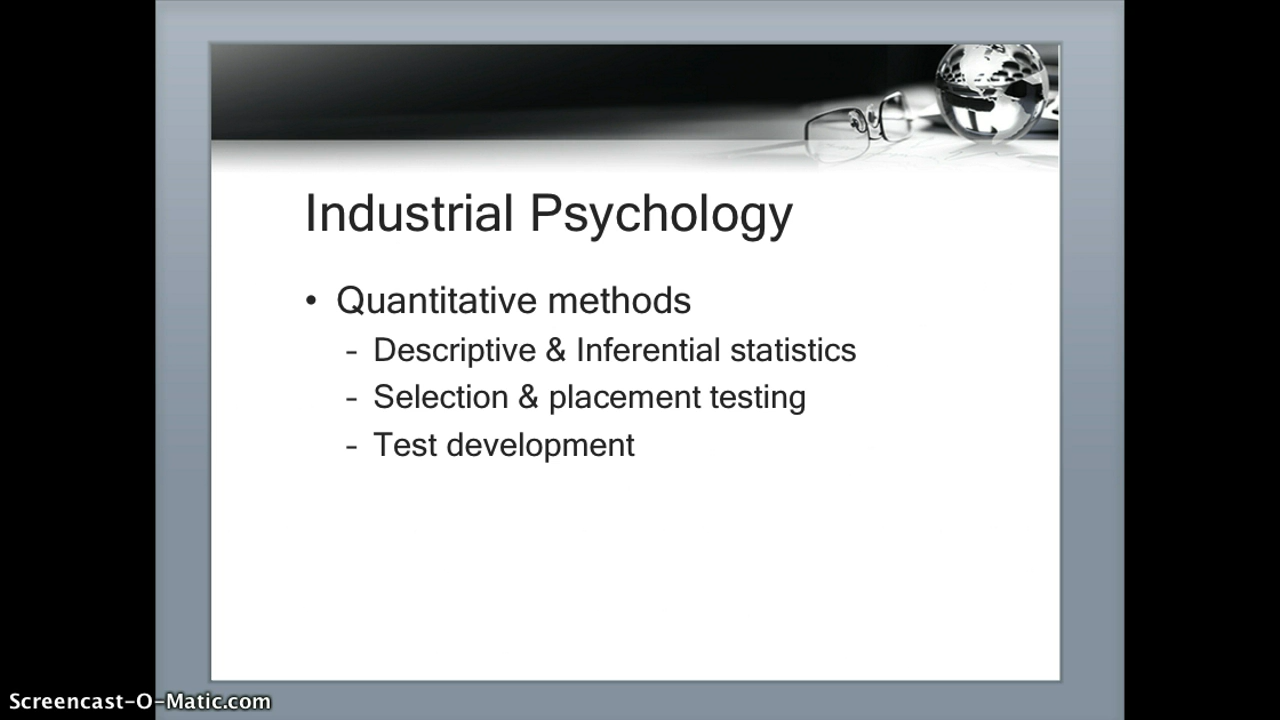 Industrial Psychology
• Quantitative methods
– Descriptive & Inferential statistics
– Selection & placement testing
– Test development
Screencast-O-Matic.com